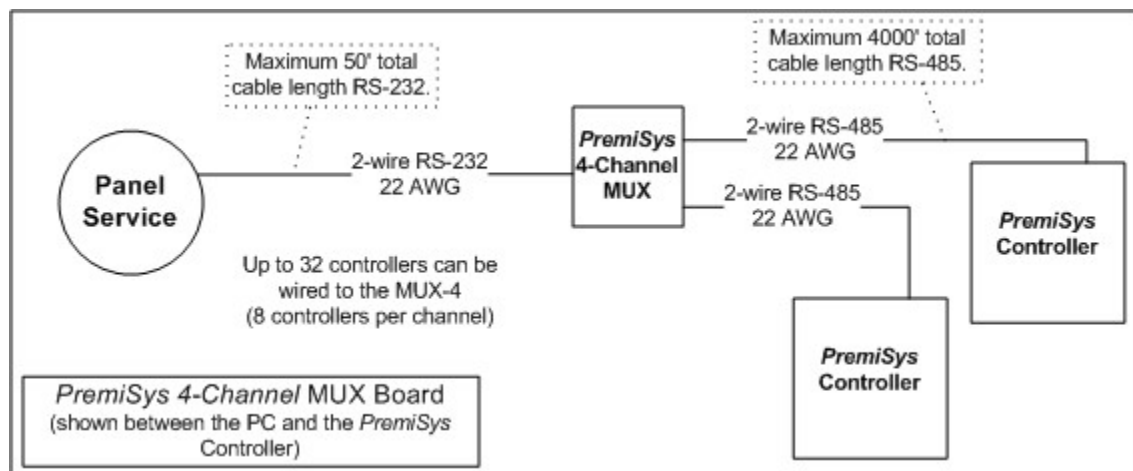 Maximum 50' total
cable length RS-232.
Maximum 4000' total
cable length RS-485.
Panel
Service
2-wire RS-232
22 AWG
PremiSys
4-Channel
MUX
2-wire RS-485
22 AWG
2-wire RS-485
22 AWG
PremiSys
Controller
PremiSys
Controller
Up to 32 controllers can be
wired to the MUX-4
(8 controllers per channel)
PremiSys 4-Channel MUX Board
(shown between the PC and the PremiSys
Controller)